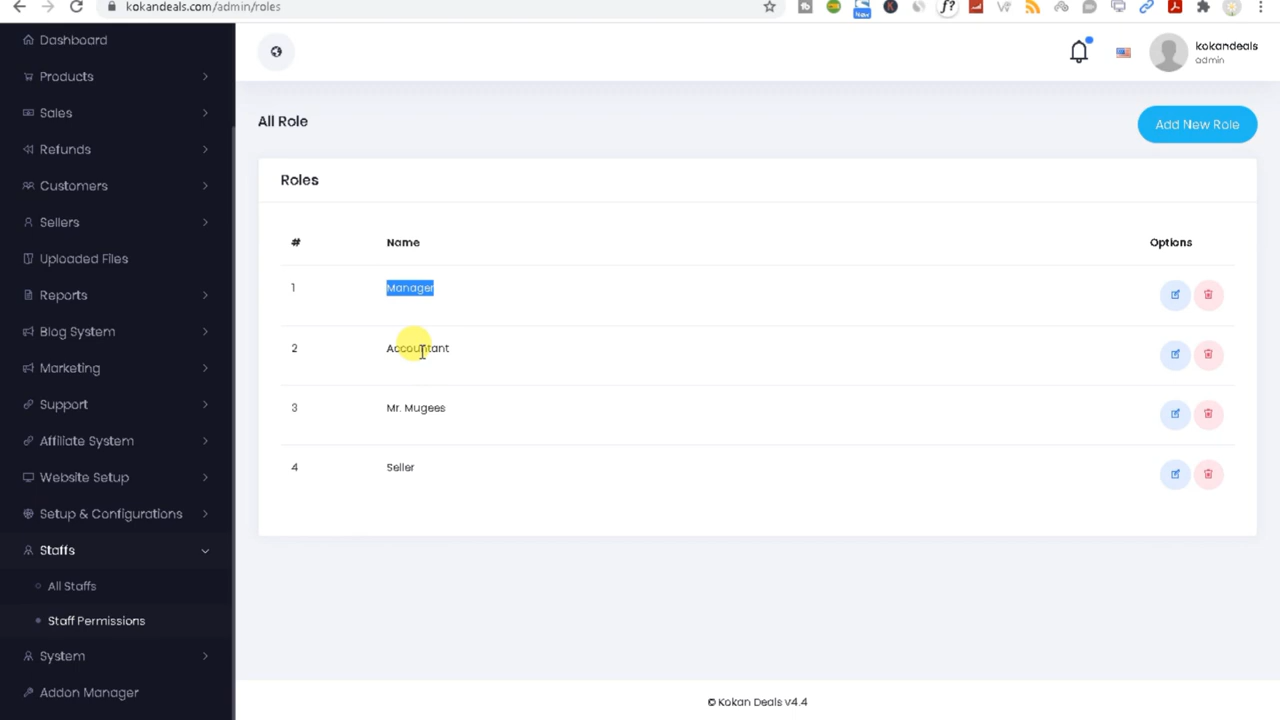 kokandeals.com/admin/roles
New
f?
Dashboard
Products
Sales
Refunds
Customers
Sellers
Uploaded Files
Reports
Blog System
Marketing
Support
Affiliate System
Website Setup
Setup & Configurations
Staffs
All Staffs
Staff Permissions
System
Addon Manager
kokandeals
admin
All Role
Add New Role
Roles
# Name Options
1 Manager
2 Accountant
3 Mr. Mugees
4 Seller
© Kokan Deals v4.4